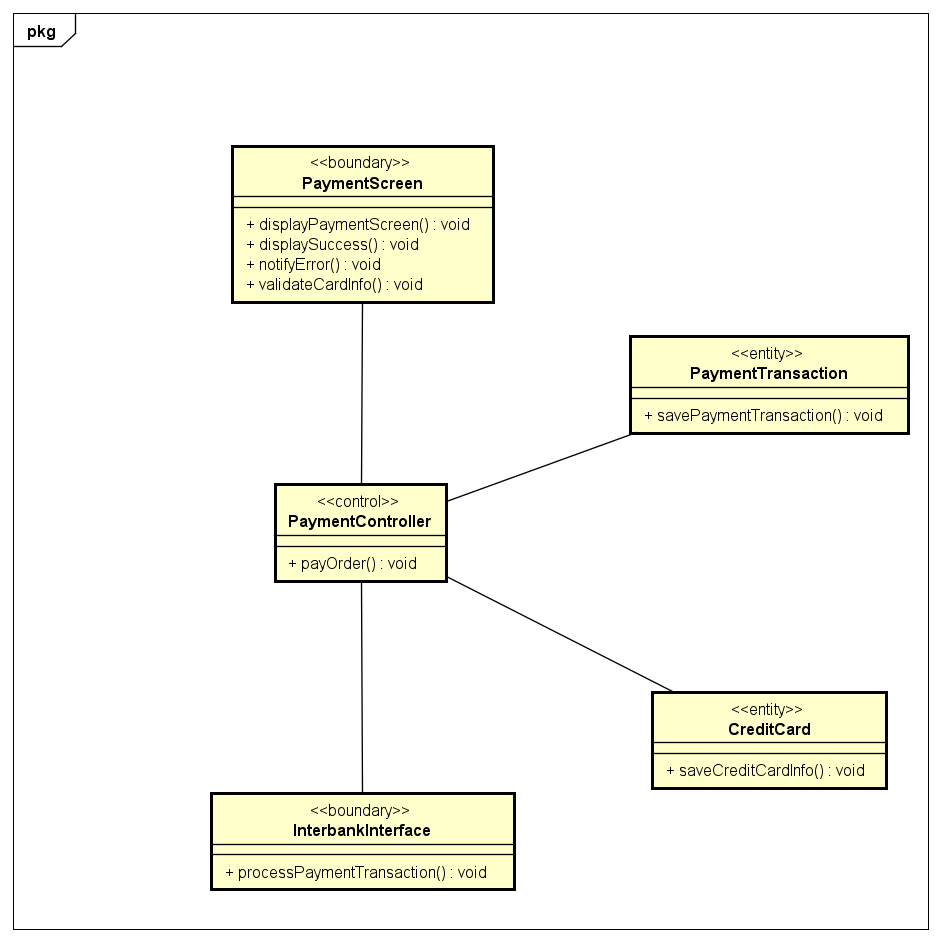 pkg
<<boundary>>
PaymentScreen
+ displayPaymentScreen() : void
+ displaySuccess() : void
+ notifyError() : void
+ validateCardInfo() : void
<<entity>>
PaymentTransaction
+ savePaymentTransaction() : void
<<control>>
PaymentController
+ payOrder() : void
<<entity>>
CreditCard
+ saveCreditCardInfo() : void
<<boundary>>
InterbankInterface
+ processPaymentTransaction() : void